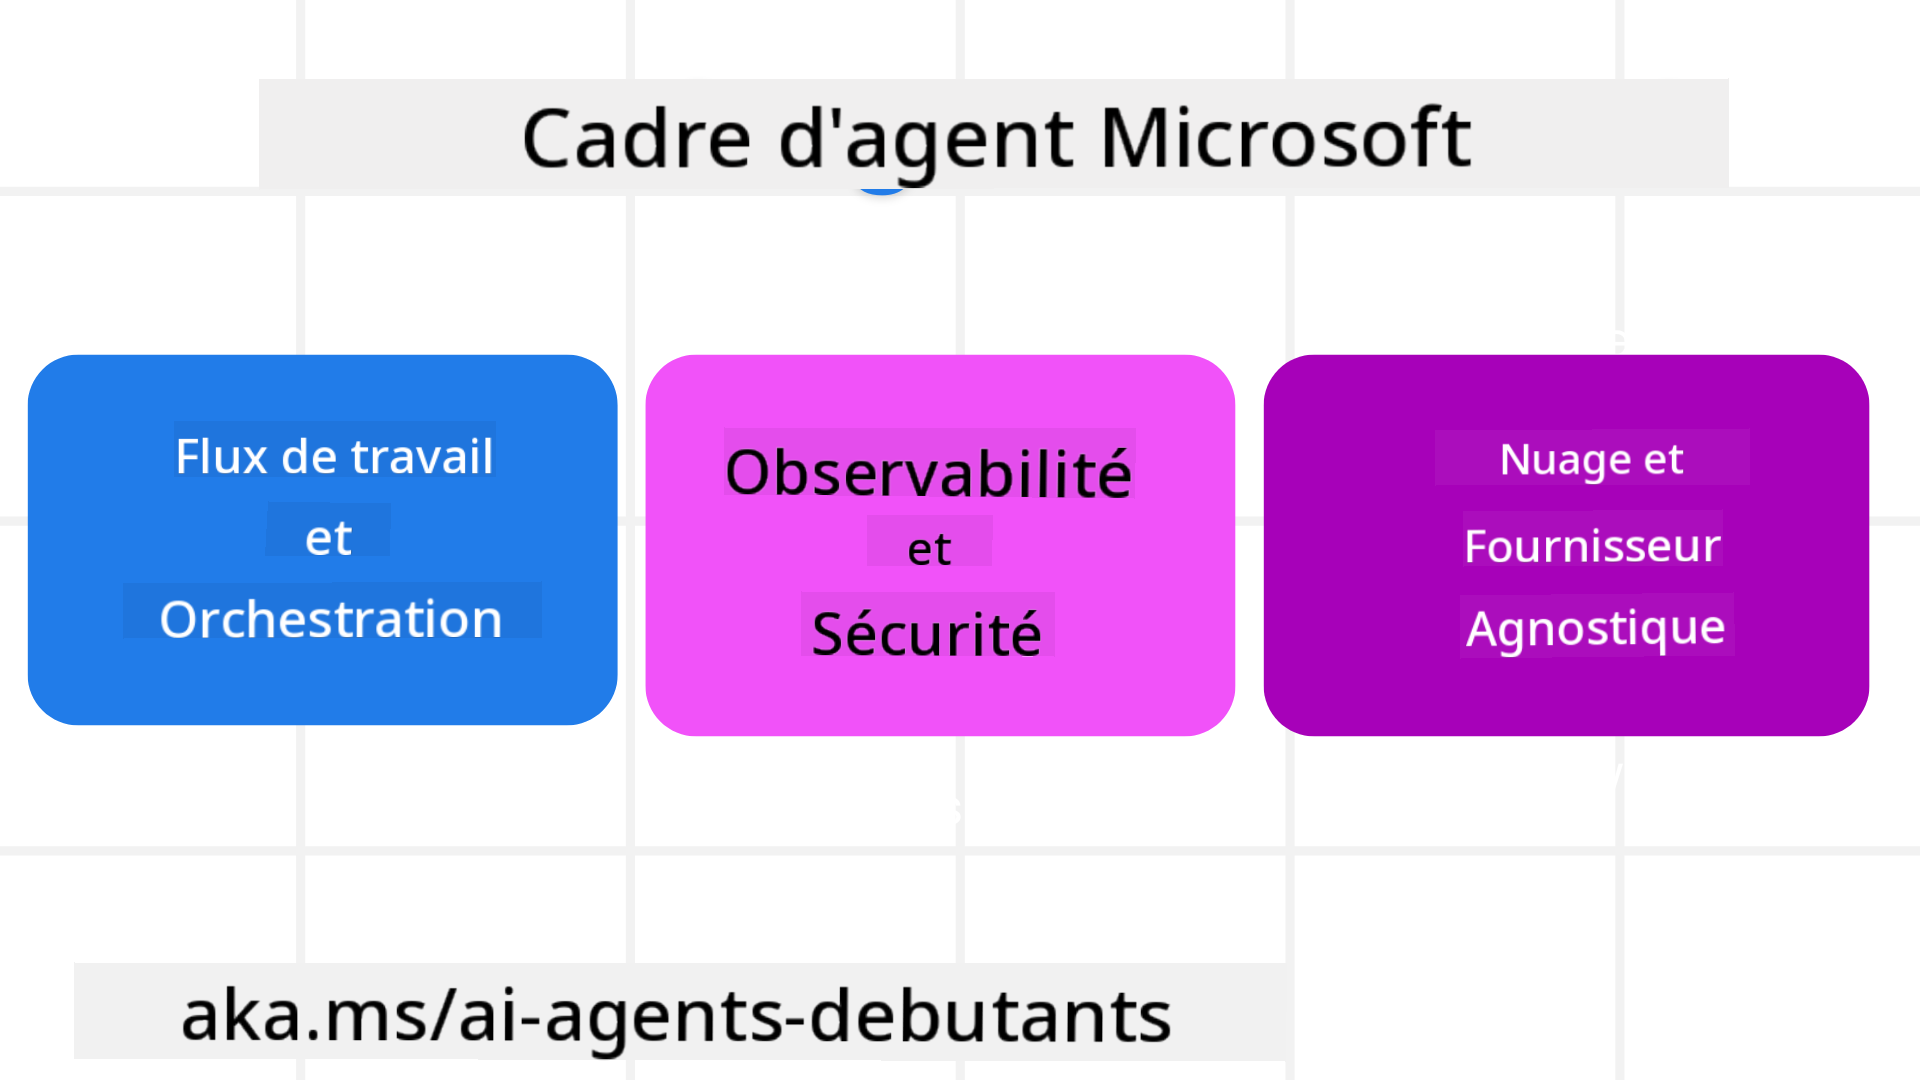 Cadre d'agent Microsoft
Flux de travail
et
Orchestration
Observabilité
et
Sécurité
Nuage et
Fournisseur
Agnostique
aka.ms/ai-agents-debutants